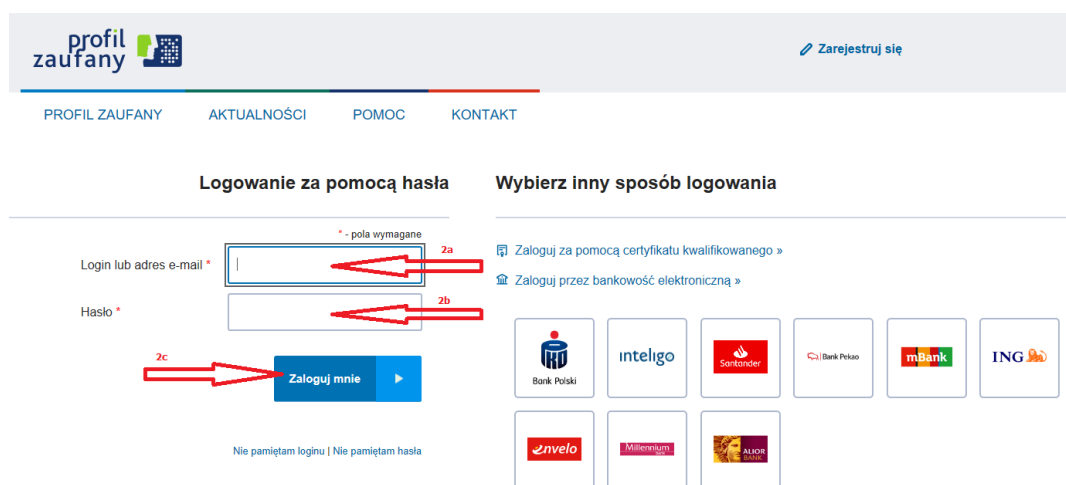 profil
zaufany
Zarejestruj się
PROFIL ZAUFANY AKTUALNOŚCI POMOC KONTAKT
Logowanie za pomocą hasła
* - pola wymagane
2a
Login lub adres e-mail *
2b
Hasło *
2c
Zaloguj mnie
Nie pamiętam loginu | Nie pamiętam hasła
Wybierz inny sposób logowania
Zaloguj za pomocą certyfikatu kwalifikowanego »
Zaloguj przez bankowość elektroniczną »
PKO
Bank Polski
inteligo
Santander
Bank Pekao
mBank
ING
envelo
Millennium
bank
ALIOR
BANK